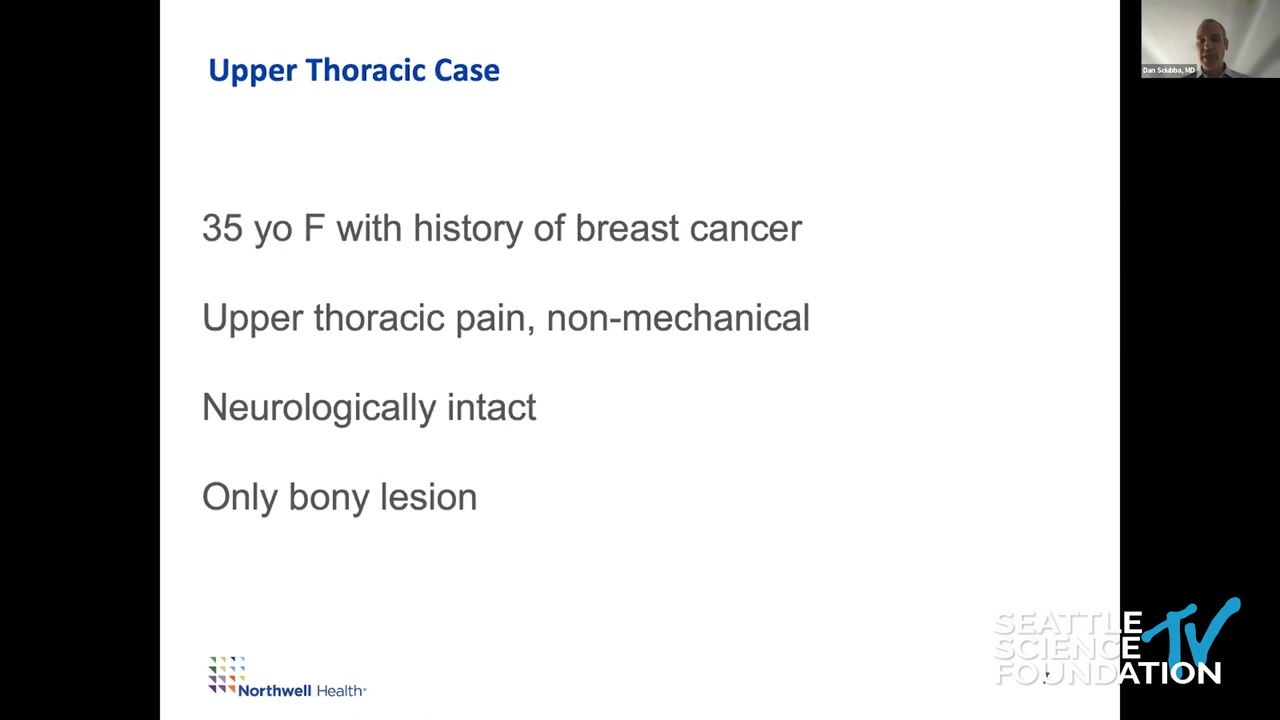 Upper Thoracic Case
Dan Sciubba, MD
35 yo F with history of breast cancer
Upper thoracic pain, non-mechanical
Neurologically intact
Only bony lesion
SEATTLE
SCIENCE
FOUNDATION
TV
Northwell Health